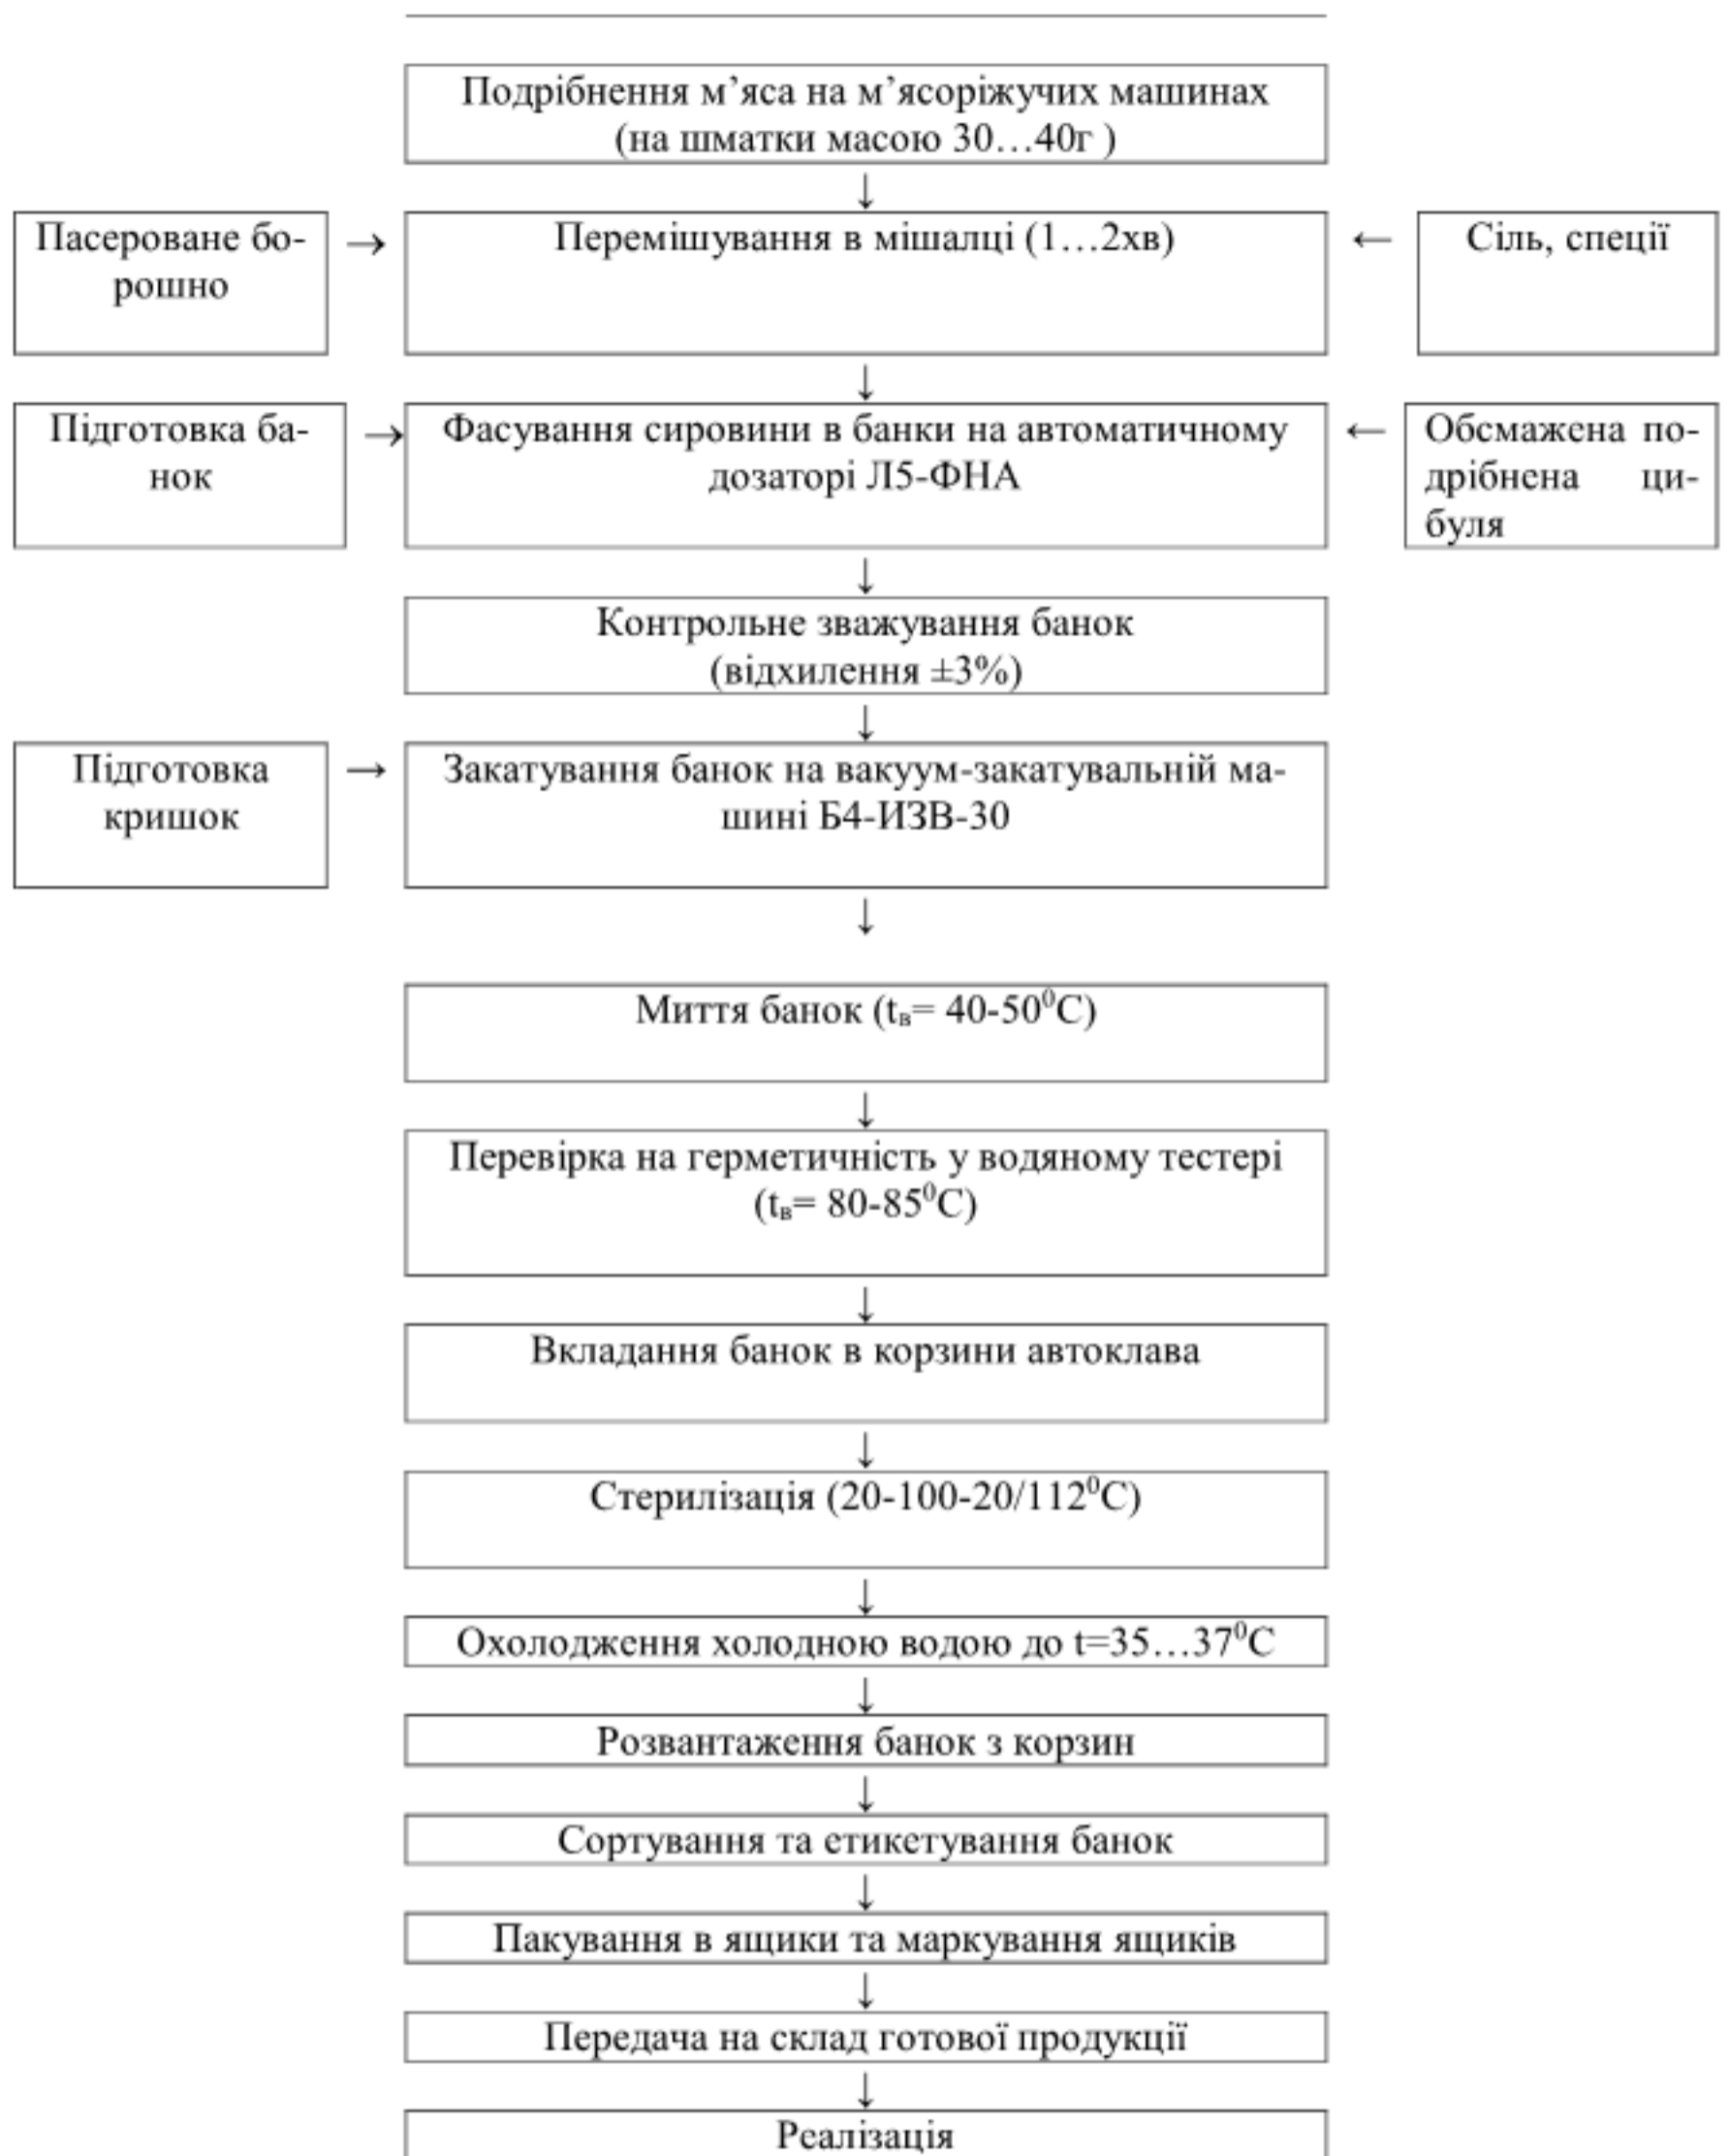 Подрібнення м’яса на м’ясоріжучих машинах
(на шматки масою 30…40г )
↓
Пасероване бо-
рошно
→
Перемішування в мішалці (1…2хв)
←
Сіль, спеції
↓
Підготовка ба-
нок
→
Фасування сировини в банки на автоматичному
дозаторі Л5-ФНА
←
Обсмажена по-
дрібнена ци-
буля
↓
Контрольне зважування банок
(відхилення ±3%)
↓
Підготовка
кришок
→
Закатування банок на вакуум-закатувальній ма-
шині Б4-ИЗВ-30
↓
Миття банок (tв= 40-50⁰С)
↓
Перевірка на герметичність у водяному тестері
(tв= 80-85⁰С)
↓
Вкладання банок в корзини автоклава
↓
Стерилізація (20-100-20/112⁰С)
↓
Охолодження холодною водою до t=35…37⁰С
↓
Розвантаження банок з корзин
↓
Сортування та етикетування банок
↓
Пакування в ящики та маркування ящиків
↓
Передача на склад готової продукції
↓
Реалізація